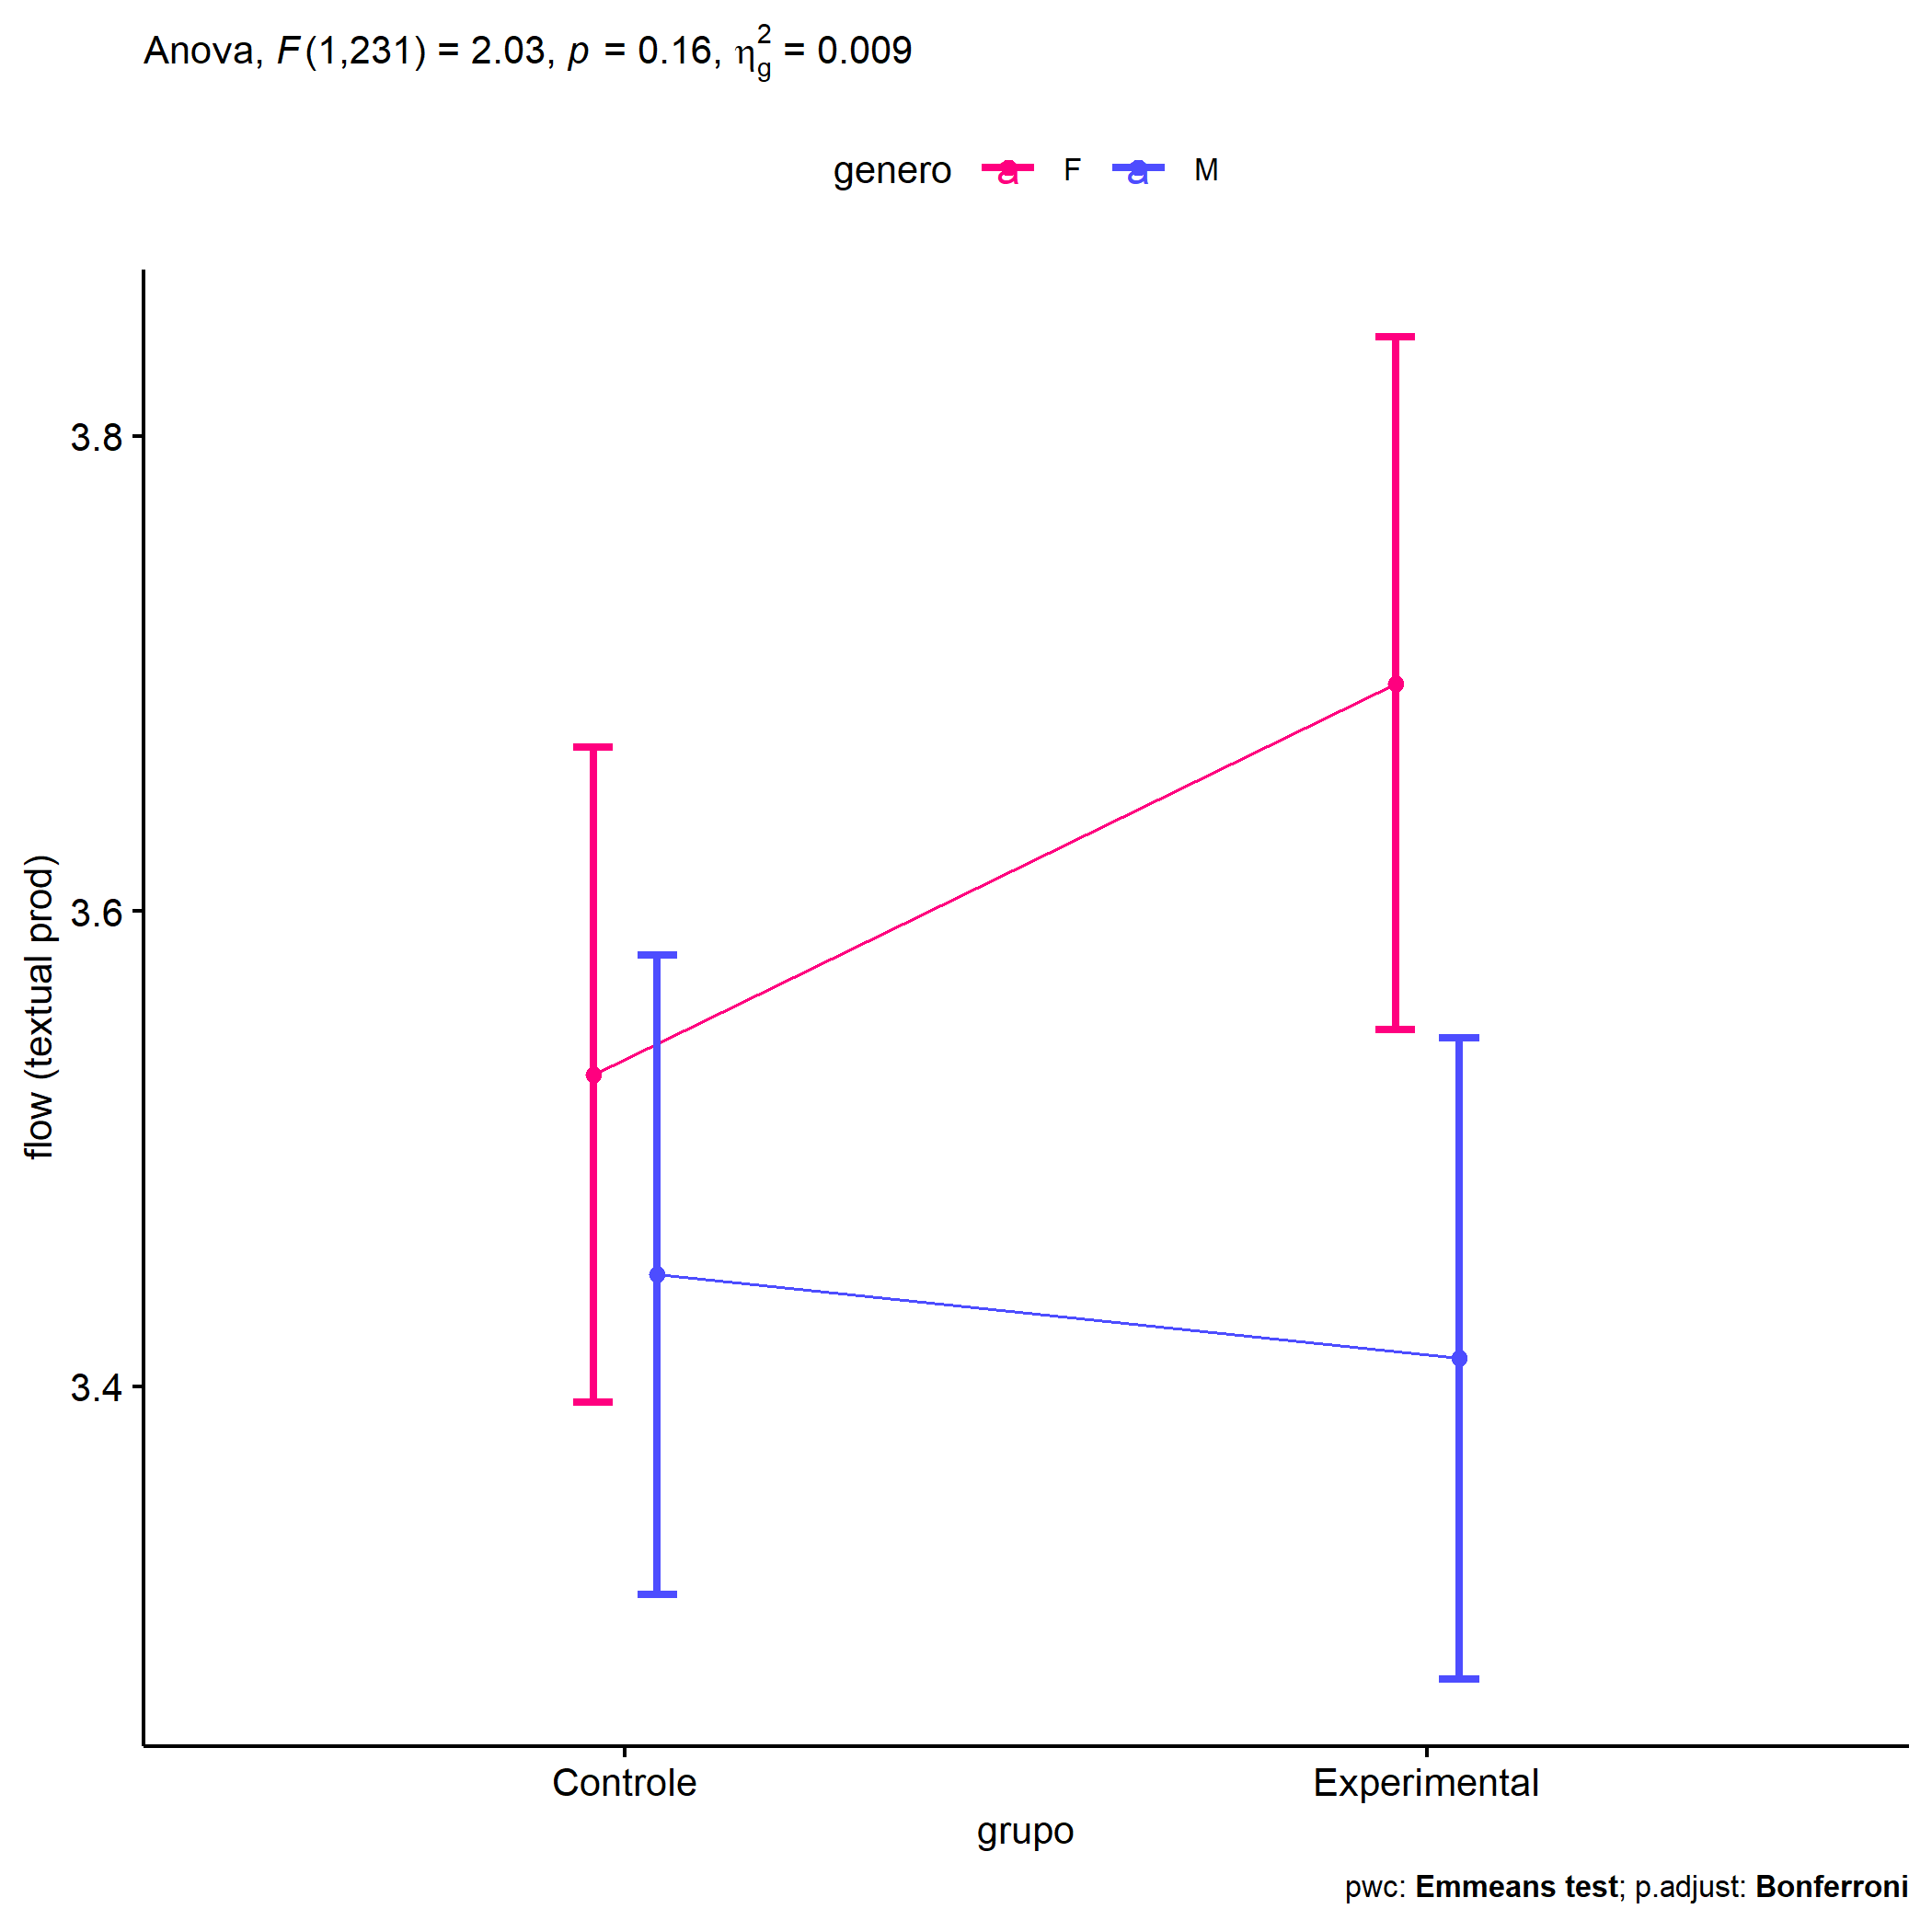 Anova, F(1,231) = 2.03, p = 0.16, η²g = 0.009
genero a F a M
3.8
3.6
3.4
flow (textual prod)
Controle Experimental
grupo
pwc: Emmeans test; p.adjust: Bonferroni